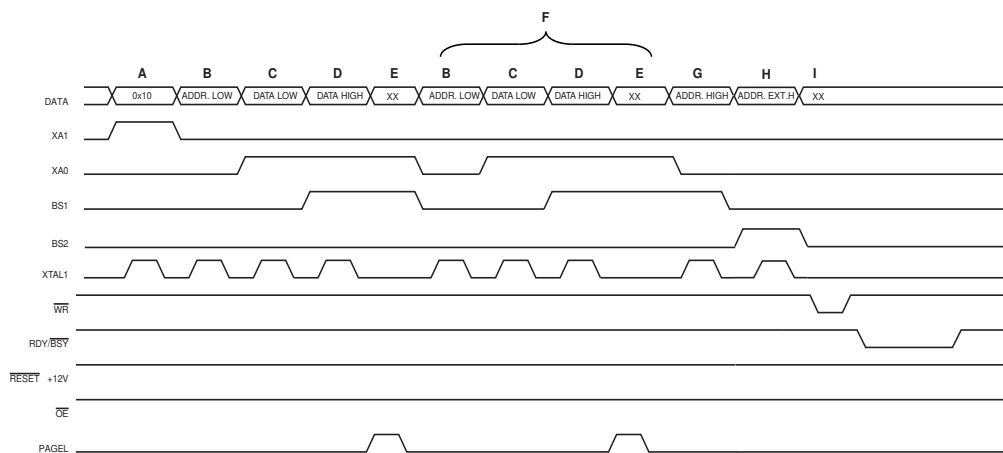 F
A B C D E B C D E G H I
DATA 0x10 ADDR. LOW DATA LOW DATA HIGH XX ADDR. LOW DATA LOW DATA HIGH XX ADDR. HIGH ADDR. EXT.H XX
XA1
XA0
BS1
BS2
XTAL1
WR
RDY/BSY
RESET +12V
OE
PAGEL